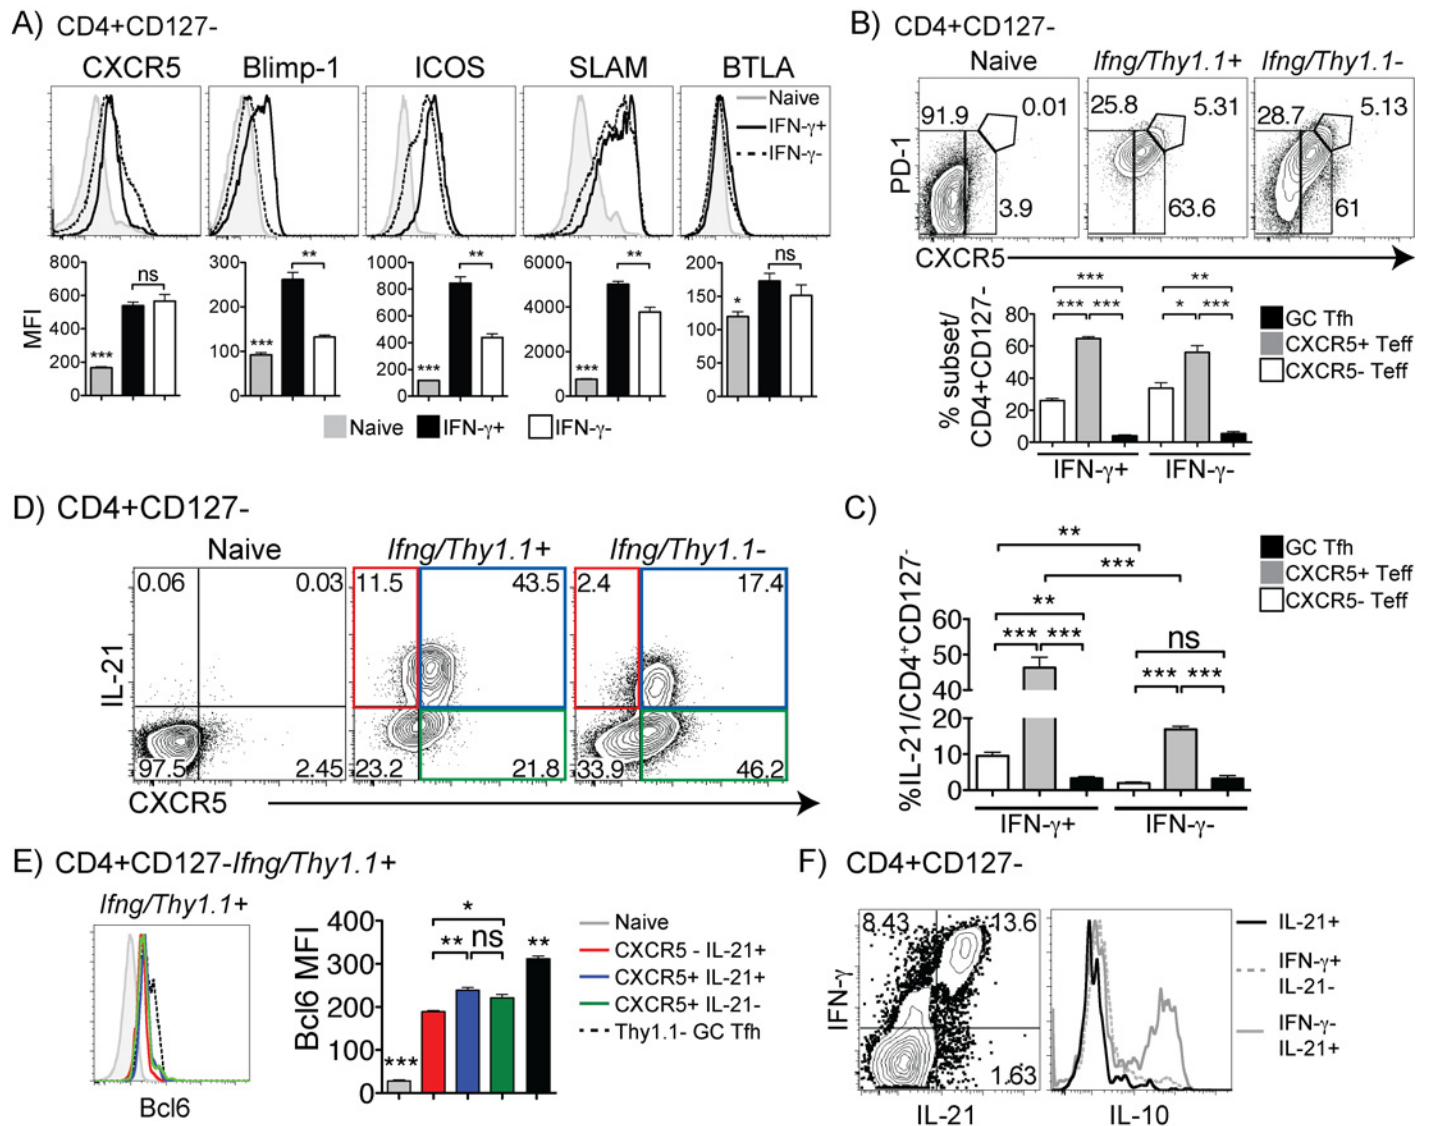 A) CD4+CD127-
CXCR5 Blimp-1 ICOS SLAM BTLA
Naive
IFN-γ+
IFN-γ-
MFI
800
600
400
200
0
***
ns
300
200
100
0
***
**
1000
800
600
400
200
0
***
**
6000
4000
2000
0
***
**
200
150
100
50
0
*
ns
Naive IFN-γ+ IFN-γ-
B) CD4+CD127-
Naive Ifng/Thy1.1+ Ifng/Thy1.1-
PD-1
91.9 0.01
3.9
25.8 5.31
63.6
28.7 5.13
61
CXCR5
% subset/
CD4+CD127-
80
60
40
20
0
*** **
*** *** * ***
GC Tfh
CXCR5+ Teff
CXCR5- Teff
IFN-γ+ IFN-γ-
D) CD4+CD127-
Naive Ifng/Thy1.1+ Ifng/Thy1.1-
IL-21
0.06 0.03
97.5 2.45
11.5 43.5
23.2 21.8
2.4 17.4
33.9 46.2
CXCR5
C)
GC Tfh
CXCR5+ Teff
CXCR5- Teff
%IL-21/CD4+CD127-
60
50
40
20
10
0
**
***
** ns
*** *** *** ***
IFN-γ+ IFN-γ-
E) CD4+CD127-Ifng/Thy1.1+
Ifng/Thy1.1+
Bcl6
Bcl6 MFI
400
300
200
100
0
*
** ns **
***
Naive
CXCR5 - IL-21+
CXCR5+ IL-21+
CXCR5+ IL-21-
Thy1.1- GC Tfh
F) CD4+CD127-
IFN-γ
8.43 13.6
1.63
IL-21
IL-10
IL-21+
IFN-γ+
IL-21-
IFN-γ-
IL-21+